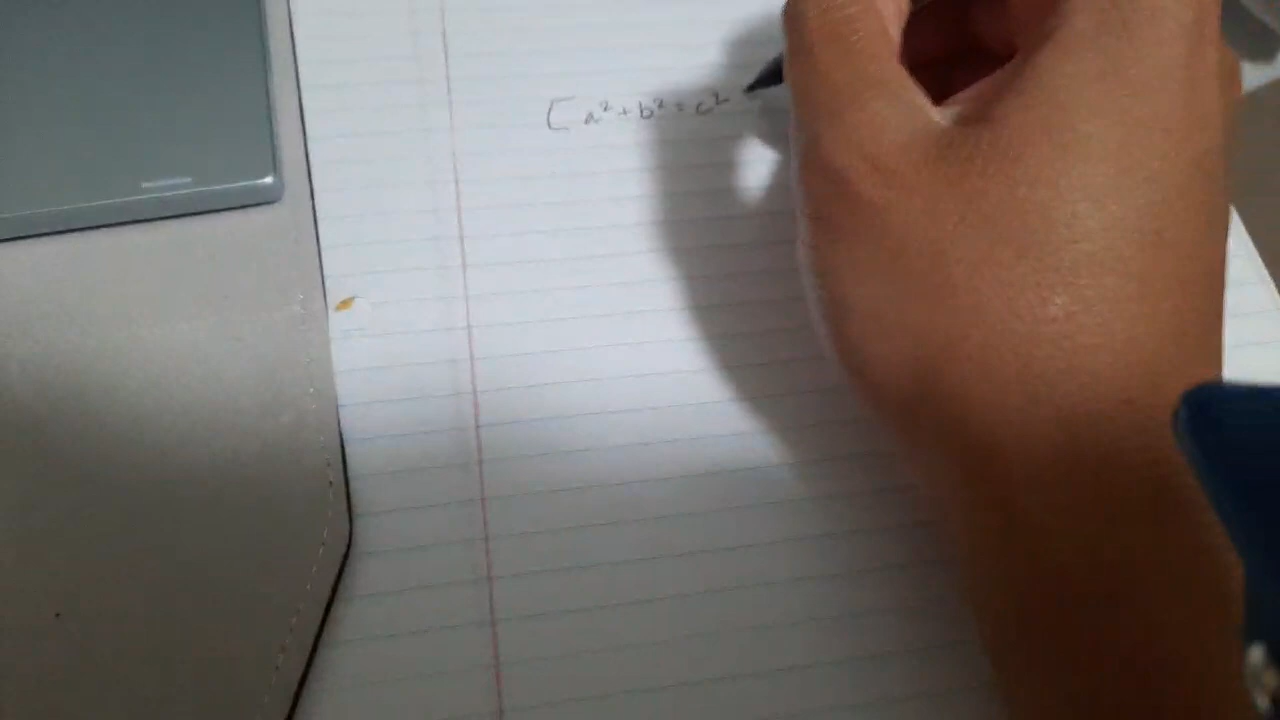 [ a² + b² = c²